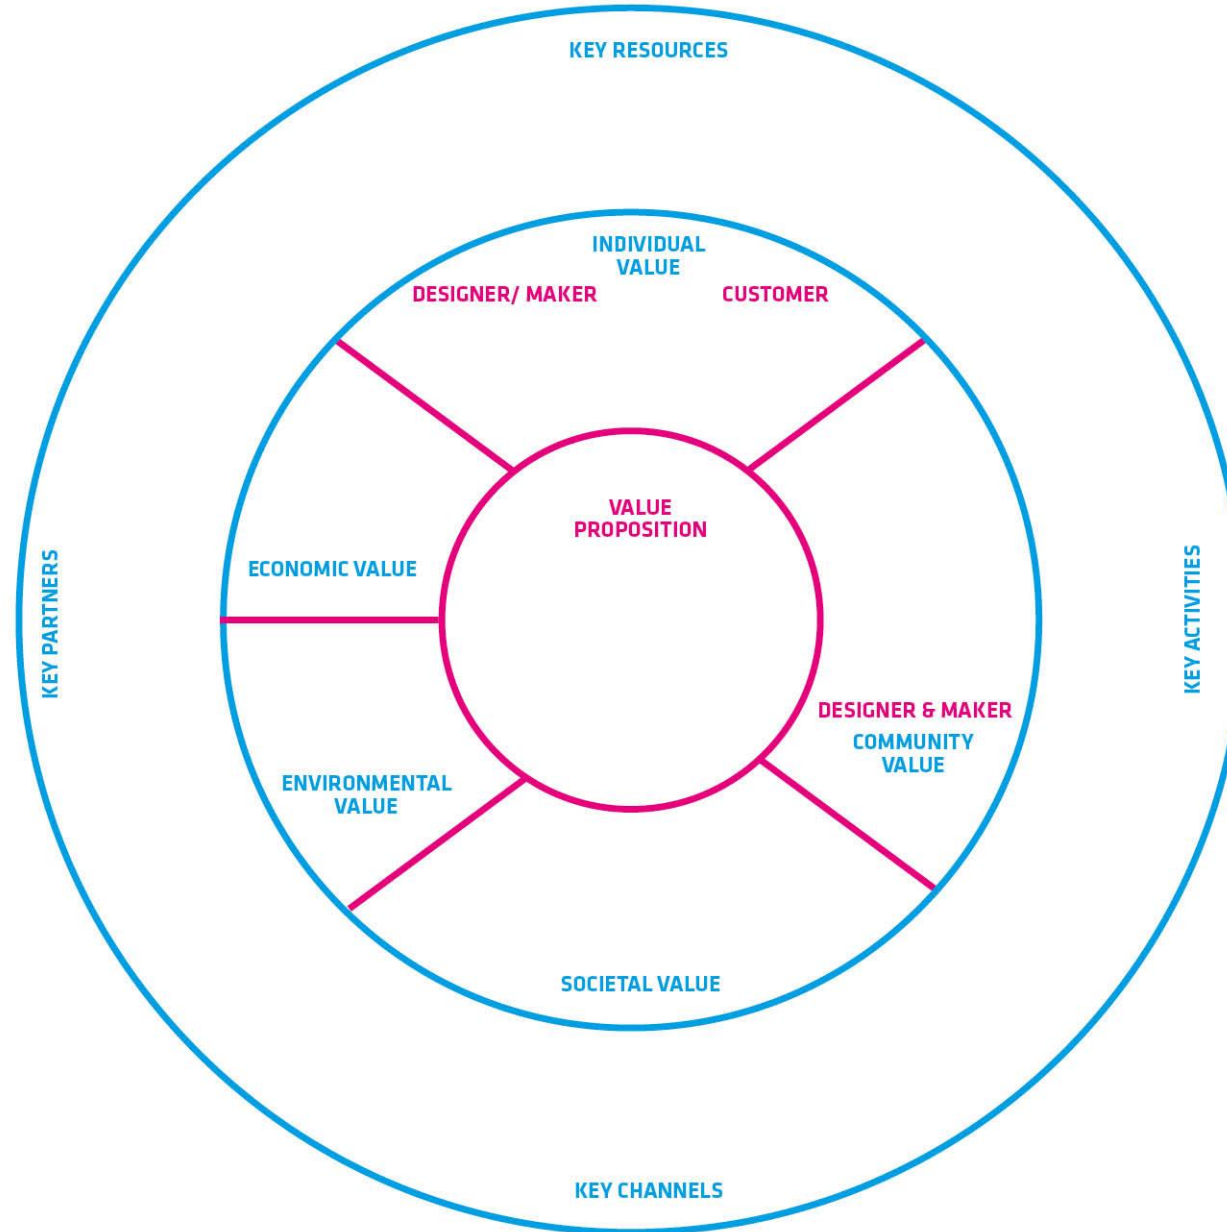 KEY RESOURCES
INDIVIDUAL
VALUE
DESIGNER/ MAKER
CUSTOMER
VALUE
PROPOSITION
ECONOMIC VALUE
KEY PARTNERS
KEY ACTIVITIES
DESIGNER & MAKER
COMMUNITY
VALUE
ENVIRONMENTAL
VALUE
SOCIETAL VALUE
KEY CHANNELS